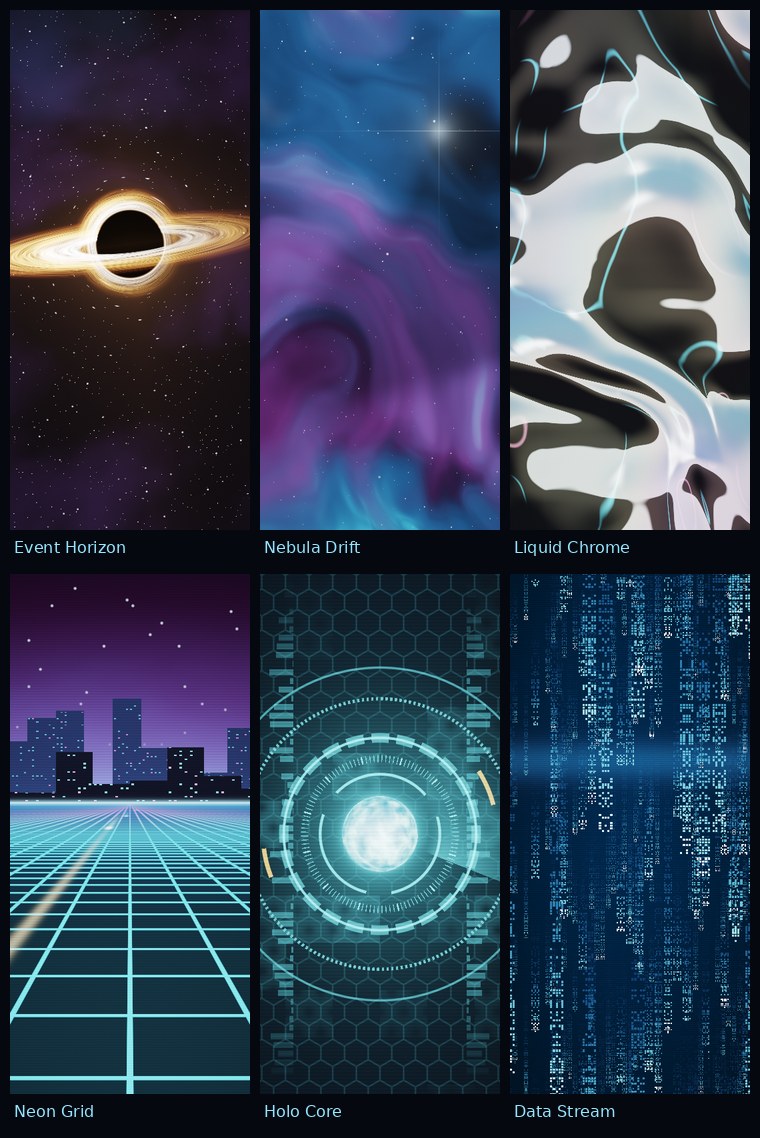 Event Horizon
Nebula Drift
Liquid Chrome
Neon Grid
Holo Core
Data Stream